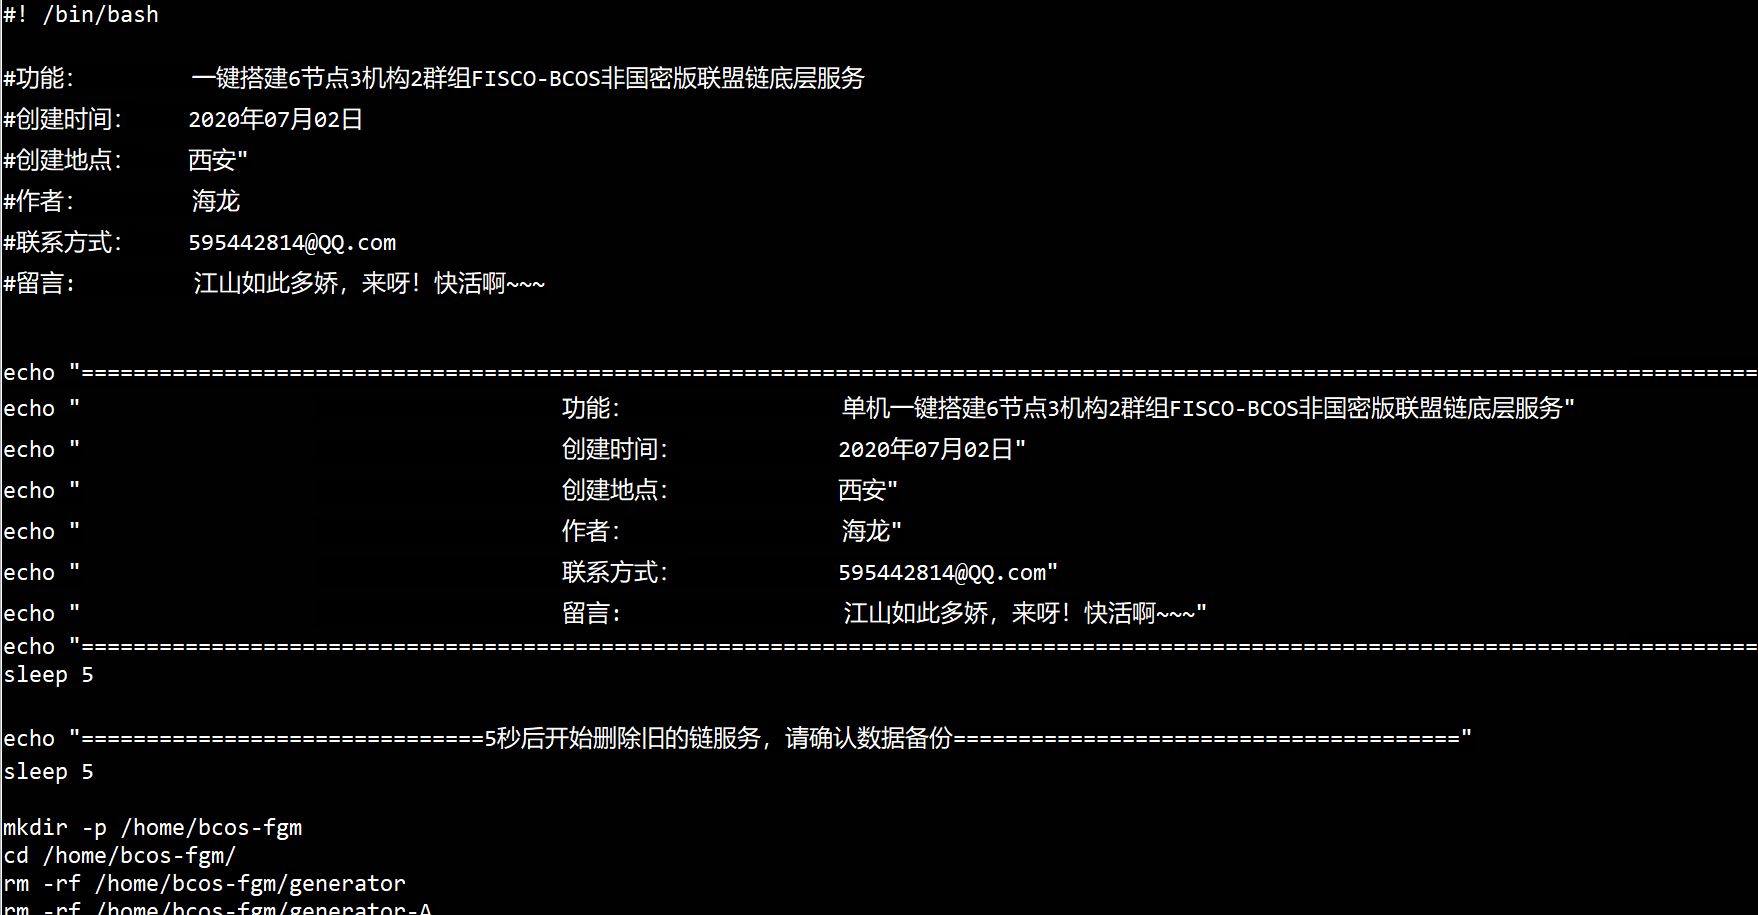 #! /bin/bash
#功能： 一键搭建6节点3机构2群组FISCO-BCOS非国密版联盟链底层服务
#创建时间： 2020年07月02日
#创建地点： 西安"
#作者： 海龙
#联系方式： 595442814@QQ.com
#留言: 江山如此多娇，来呀！快活啊~~~
echo "=================================================================================================================================
echo " 功能： 单机一键搭建6节点3机构2群组FISCO-BCOS非国密版联盟链底层服务"
echo " 创建时间： 2020年07月02日"
echo " 创建地点： 西安"
echo " 作者： 海龙"
echo " 联系方式： 595442814@QQ.com"
echo " 留言: 江山如此多娇，来呀！快活啊~~~"
echo "=================================================================================================================================
sleep 5
echo "===============================5秒后开始删除旧的链服务，请确认数据备份======================================="
sleep 5
mkdir -p /home/bcos-fgm
cd /home/bcos-fgm/
rm -rf /home/bcos-fgm/generator
rm -rf /home/bcos-fgm/generator-A